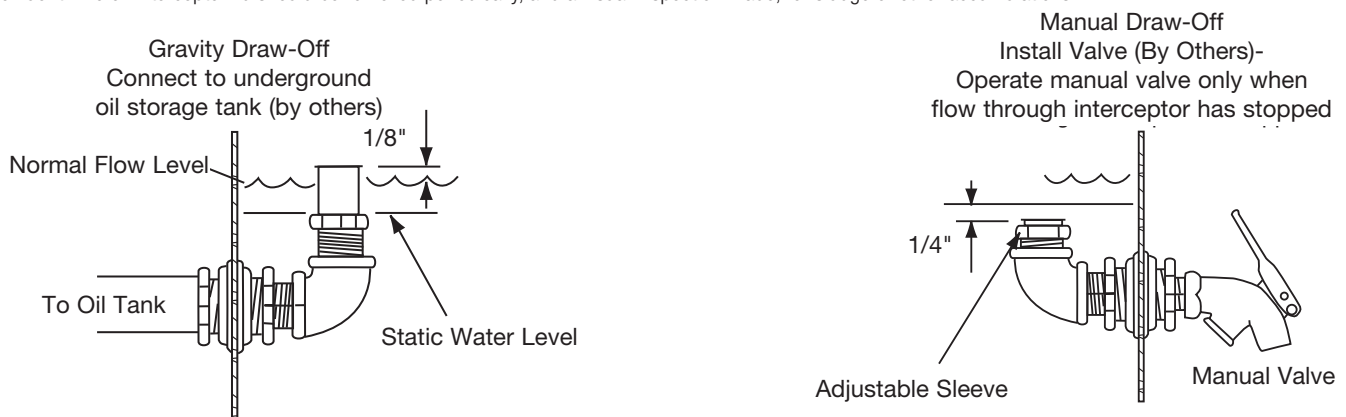 Gravity Draw-Off
Connect to underground
oil storage tank (by others)
1/8"
Normal Flow Level
To Oil Tank
Static Water Level
Manual Draw-Off
Install Valve (By Others)-
Operate manual valve only when
flow through interceptor has stopped
1/4"
Adjustable Sleeve
Manual Valve